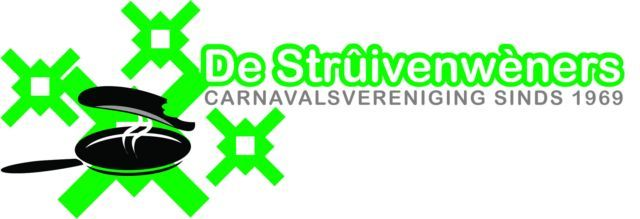 De Strûivenwèners
CARNAVALSVERENIGING SINDS 1969